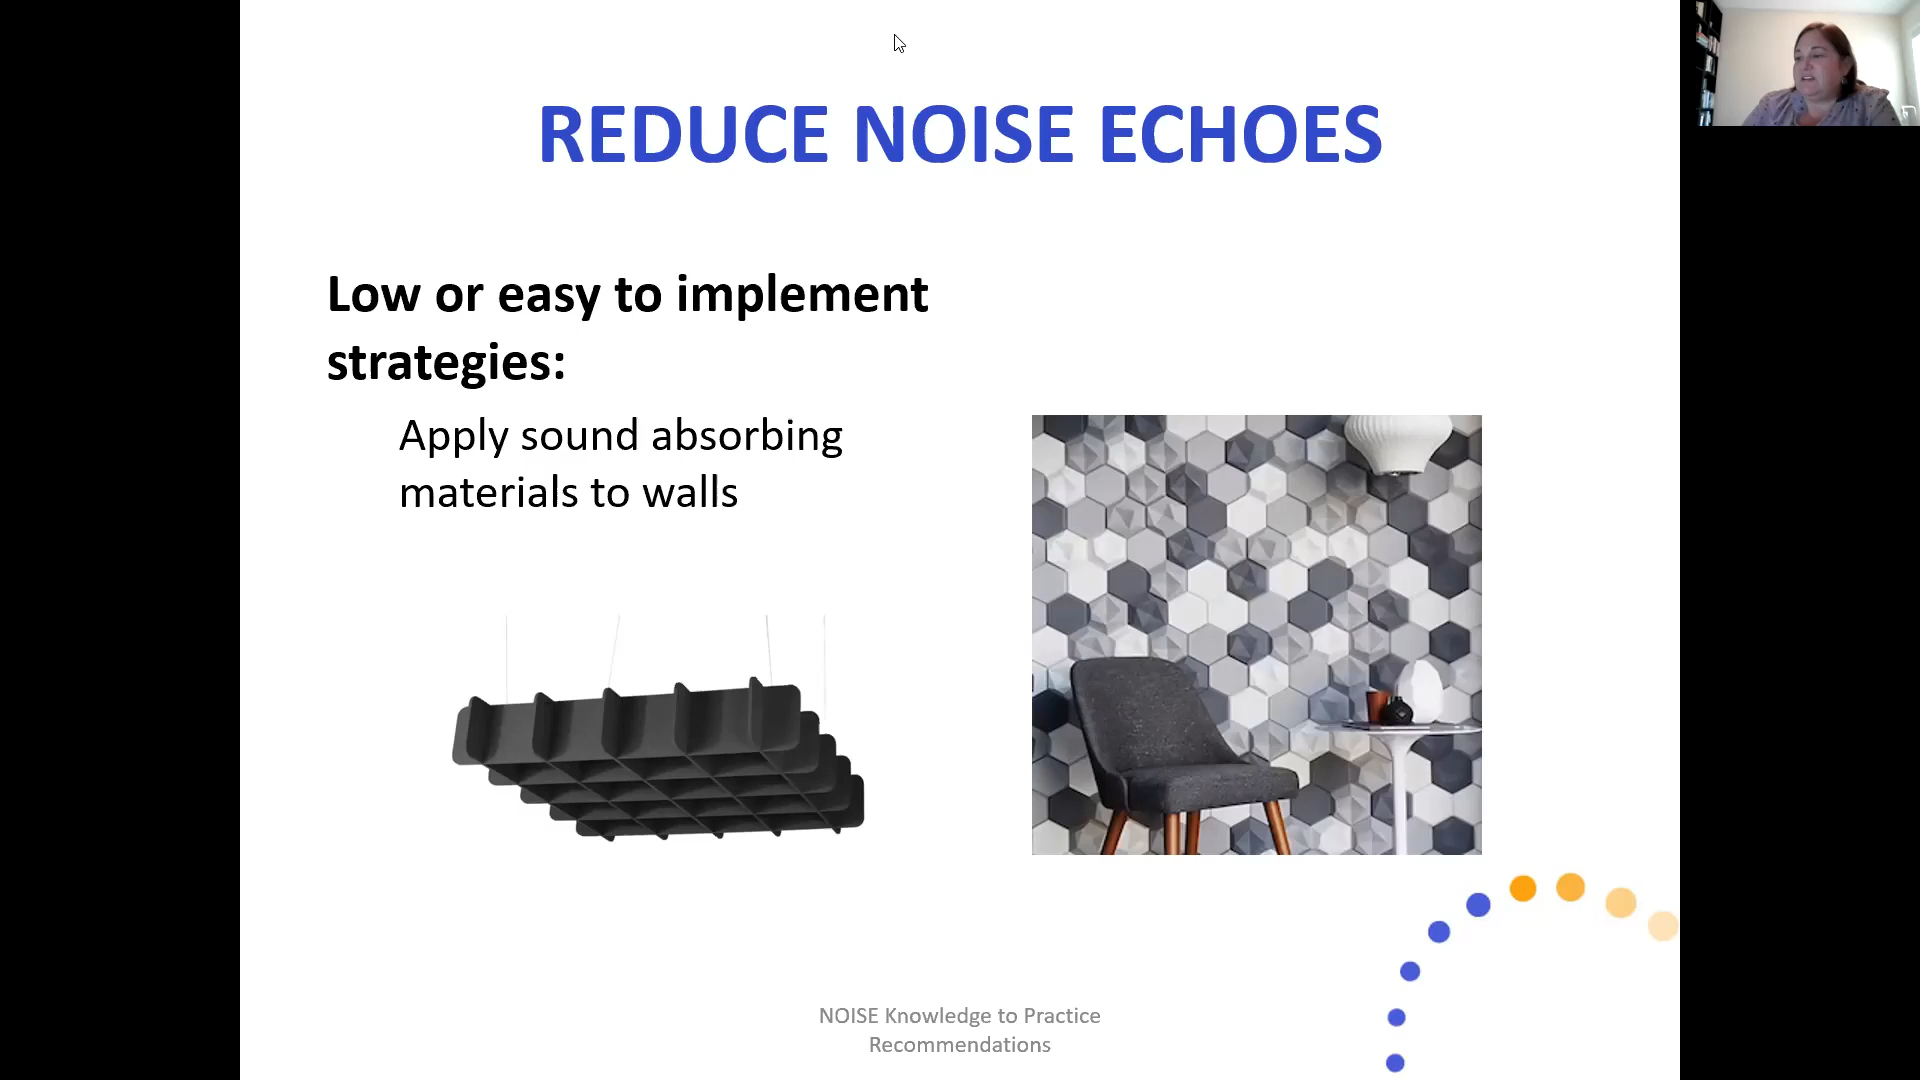 REDUCE NOISE ECHOES
Low or easy to implement
strategies:
Apply sound absorbing
materials to walls
NOISE Knowledge to Practice
Recommendations